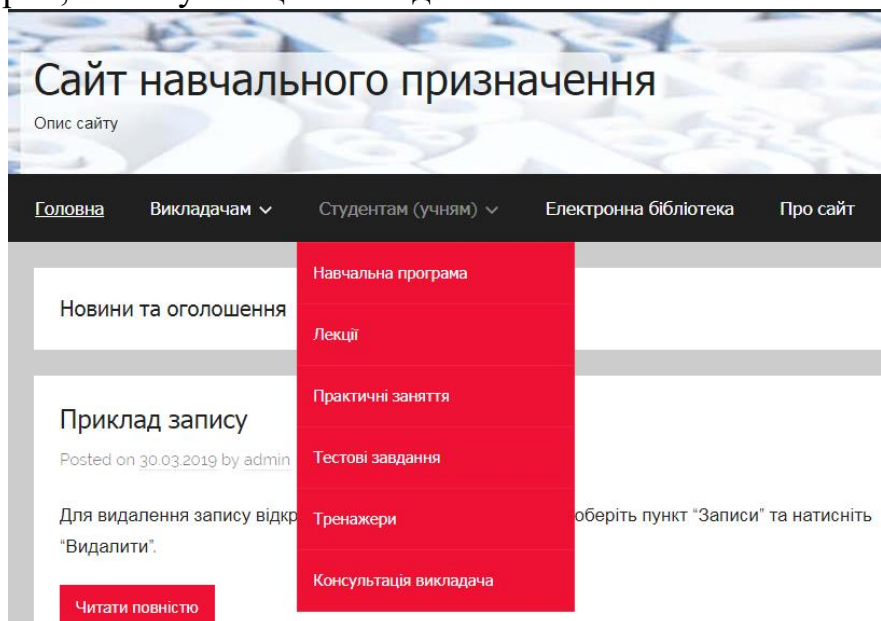 Сайт навчального призначення
Опис сайту
Головна Викладачам Студентам (учням) Електронна бібліотека Про сайт
Навчальна програма
Лекції
Практичні заняття
Тестові завдання
Тренажери
Консультація викладача
Новини та оголошення
Приклад запису
Posted on 30.03.2019 by admin
Для видалення запису оберіть пункт “Записи” та натисніть
“Видалити”.
Читати повністю